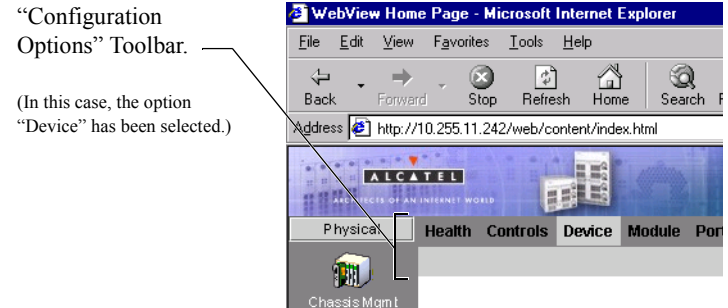 “Configuration
Options” Toolbar.
(In this case, the option
“Device” has been selected.)
WebView Home Page - Microsoft Internet Explorer
File Edit View Favorites Tools Help
Back Forward Stop Refresh Home Search
Address http://10.255.11.242/web/content/index.html
ALCATEL
ARCHITECTS OF AN INTERNET WORLD
Physical Health Controls Device Module Port
Chassis Mgmt